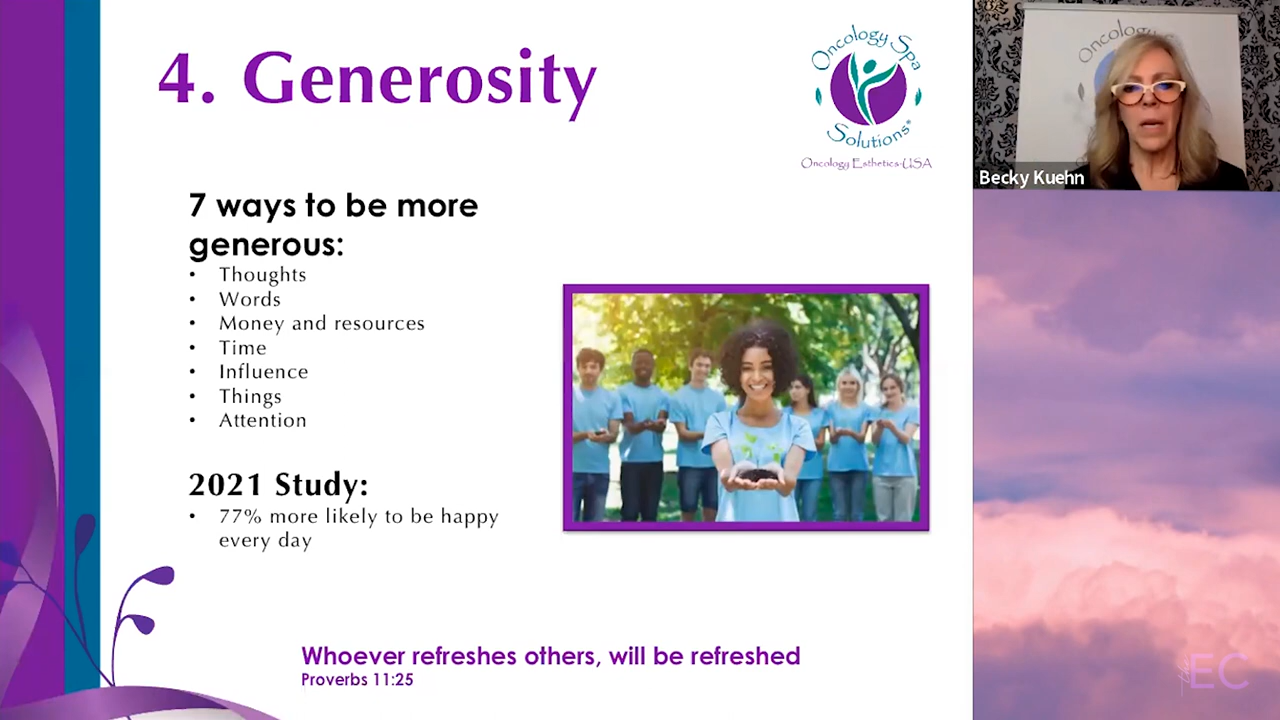 4. Generosity
Oncology Spa
Solutions®
Oncology Esthetics-USA
7 ways to be more
generous:
• Thoughts
• Words
• Money and resources
• Time
• Influence
• Things
• Attention
2021 Study:
• 77% more likely to be happy
every day
Whoever refreshes others, will be refreshed
Proverbs 11:25
Oncology
Becky Kuehn
the EC